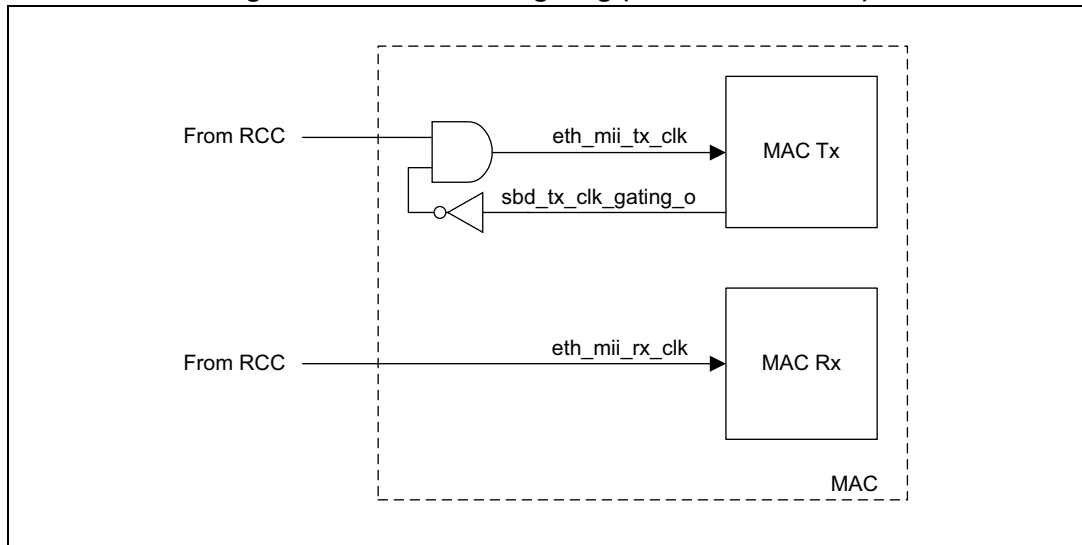 From RCC
eth_mii_tx_clk
MAC Tx
sbd_tx_clk_gating_o
From RCC
eth_mii_rx_clk
MAC Rx
MAC